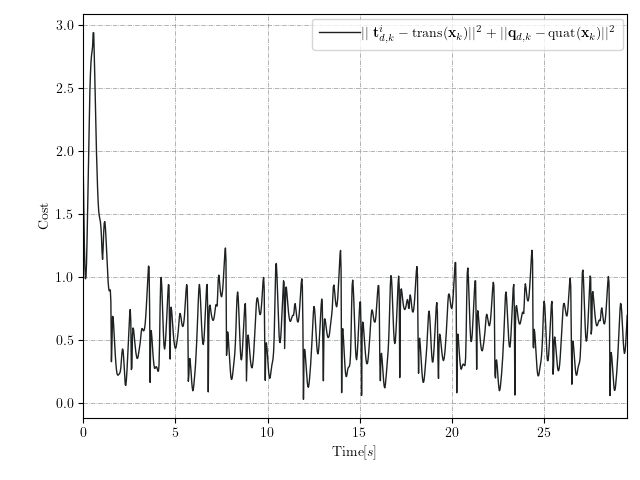 || t^i_{d,k} − trans(x_k)||² + ||q_{d,k} − quat(x_k)||²
3.0
2.5
2.0
1.5
1.0
0.5
0.0
Cost
0 5 10 15 20 25
Time[s]